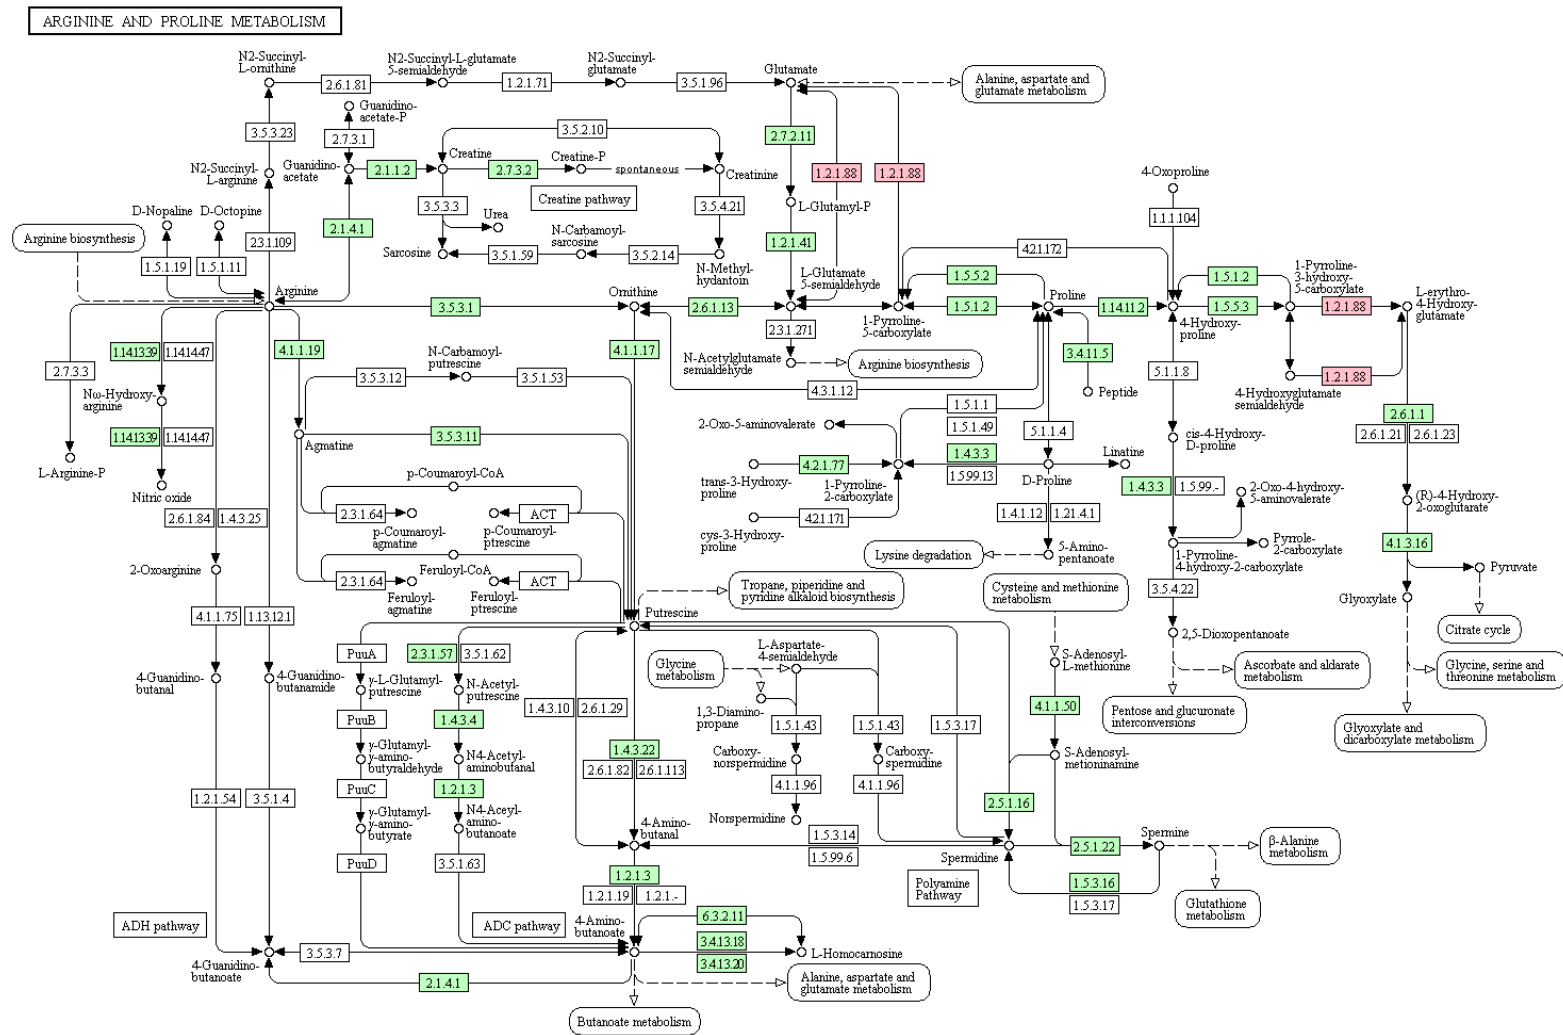 ARGININE AND PROLINE METABOLISM
N2-Succinyl-
L-ornithine
2.6.1.81
N2-Succinyl-L-glutamate
5-semialdehyde
1.2.1.71
N2-Succinyl
glutamate
3.5.1.96
Glutamate
Alanine, aspartate and
glutamate metabolism
3.5.3.23
Guanidino-
acetate-P
2.7.3.1
3.5.2.10
2.7.2.11
N2-Succinyl-
L-arginine
Guanidino-
acetate
2.1.1.2
Creatine
2.7.3.2
Creatine-P
spontaneous
Creatinine
1.2.1.88
1.2.1.88
4-Oxoproline
Creatine pathway
L-Glutamyl-P
1.1.1.104
D-Nopaline
D-Octopine
2.1.4.1
3.5.3.3
Urea
3.5.4.21
Arginine biosynthesis
2.3.1.109
N-Carbamoyl-
sarcosine
1.2.1.41
4.2.1.172
Sarcosine
3.5.1.59
3.5.2.14
N-Methyl-
hydantoin
1.5.1.19
1.5.1.11
L-Glutamate
5-semialdehyde
1.5.5.2
1.5.1.2
1-Pyrroline-
3-hydroxy-
5-carboxylate
Arginine
3.5.3.1
Ornithine
2.6.1.13
1.5.1.2
Proline
1.14.11.2
1.5.5.3
1.2.1.88
L-erythro-
4-Hydroxy-
glutamate
1-Pyrroline-
5-carboxylate
4-Hydroxy-
proline
2.3.1.271
1.14.13.39
1.14.14.47
4.1.1.19
4.1.1.17
N-Acetylglutamate
semialdehyde
Arginine biosynthesis
3.4.11.5
2.7.3.3
N-Carbamoyl-
putrescine
3.5.3.12
3.5.1.53
4.3.1.12
Peptide
5.1.1.8
1.2.1.88
4-Hydroxyglutamate
semialdehyde
Nω-Hydroxy-
arginine
1.5.1.1
1.5.1.49
2.6.1.1
2.6.1.21
2.6.1.23
1.14.13.39
1.14.14.47
Agmatine
3.5.3.11
2-Oxo-5-aminovalerate
5.1.1.4
cis-4-Hydroxy-
D-proline
L-Arginine-P
Nitric oxide
p-Coumaroyl-CoA
trans-3-Hydroxy-
proline
4.2.1.77
1-Pyrroline-
2-carboxylate
1.4.3.3
1.5.99.13
D-Proline
Linatine
1.4.3.3
1.5.99.-
2-Oxo-4-hydroxy-
5-aminovalerate
(R)-4-Hydroxy-
2-oxoglutarate
2.6.1.84
1.4.3.25
2.3.1.64
p-Coumaroyl-
agmatine
p-Coumaroyl-
ptrescine
ACT
4.2.1.171
cys-3-Hydroxy-
proline
1.4.1.12
1.21.4.1
Lysine degradation
5-Amino-
pentanoate
1-Pyrroline-
4-hydroxy-2-carboxylate
Pyrrole-
2-carboxylate
4.1.3.16
2-Oxoarginine
2.3.1.64
Feruloyl-CoA
Feruloyl-
agmatine
Feruloyl-
ptrescine
ACT
Tropane, piperidine and
pyridine alkaloid biosynthesis
Cysteine and methionine
metabolism
3.5.4.22
Pyruvate
Glyoxylate
4.1.1.75
1.13.12.1
Putrescine
2,5-Dioxopentanoate
Citrate cycle
PuuA
2.3.1.57
3.5.1.62
Glycine
metabolism
L-Aspartate-
4-semialdehyde
S-Adenosyl-
L-methionine
Ascorbate and aldarate
metabolism
Glycine, serine and
threonine metabolism
4-Guanidino-
butanal
4-Guanidino-
butanamide
γ-L-Glutamyl-
putrescine
N-Acetyl-
putrescine
1.4.3.10
2.6.1.29
1,3-Diamino-
propane
1.5.1.43
1.5.1.43
1.5.3.17
4.1.1.50
Pentose and glucuronate
interconversions
Glyoxylate and
dicarboxylate metabolism
PuuB
1.4.3.4
1.4.3.22
2.6.1.82
2.6.1.113
γ-Glutamyl-
γ-amino-
butyraldehyde
N4-Acetyl-
aminobutanal
Carboxy-
norspermidine
Carboxy-
spermidine
S-Adenosyl-
metioninamine
PuuC
1.2.1.3
4.1.1.96
4.1.1.96
1.2.1.54
3.5.1.4
2.5.1.16
γ-Glutamyl-
γ-amino-
butyrate
N4-Aceyl-
amino-
butanoate
4-Amino-
butanal
Norspermidine
1.5.3.14
1.5.99.6
Spermidine
2.5.1.22
Spermine
β-Alanine
metabolism
PuuD
3.5.1.63
1.2.1.3
1.2.1.19
1.2.1.-
Polyamine
Pathway
1.5.3.16
1.5.3.17
Glutathione
metabolism
ADH pathway
ADC pathway
4-Amino-
butanoate
6.3.2.11
3.4.13.18
3.4.13.20
L-Homocarnosine
4-Guanidino-
butanoate
3.5.3.7
2.1.4.1
Alanine, aspartate and
glutamate metabolism
Butanoate metabolism